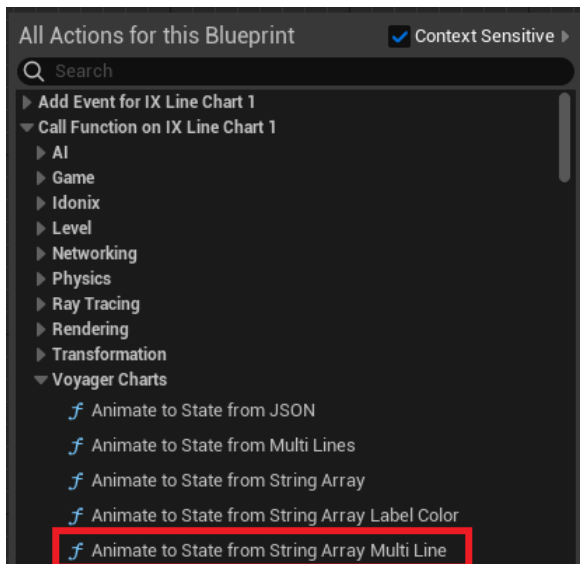 All Actions for this Blueprint Context Sensitive
Search
Add Event for IX Line Chart 1
Call Function on IX Line Chart 1
AI
Game
Idonix
Level
Networking
Physics
Ray Tracing
Rendering
Transformation
Voyager Charts
f Animate to State from JSON
f Animate to State from Multi Lines
f Animate to State from String Array
f Animate to State from String Array Label Color
f Animate to State from String Array Multi Line